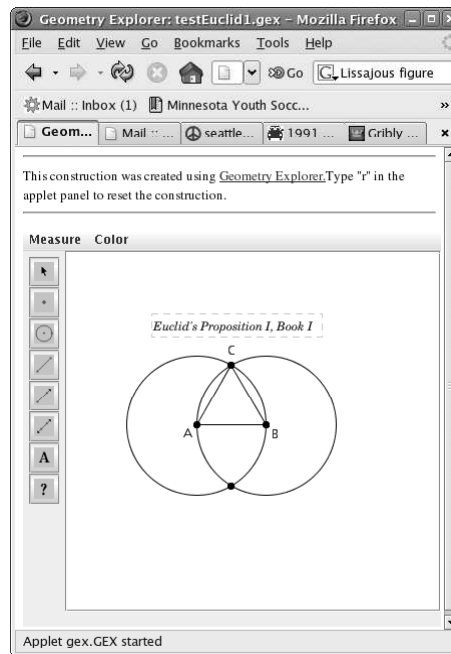 Geometry Explorer: testEuclid1.gex - Mozilla Firefox
File Edit View Go Bookmarks Tools Help
Go G Lissajous figure
Mail :: Inbox (1) Minnesota Youth Socc... »
Geom... Mail :: ... seattle... 1991 ... Gribly ... x
This construction was created using Geometry Explorer.Type "r" in the
applet panel to reset the construction.
Measure Color
Euclid's Proposition I, Book I
C
A B
A
?
Applet gex.GEX started